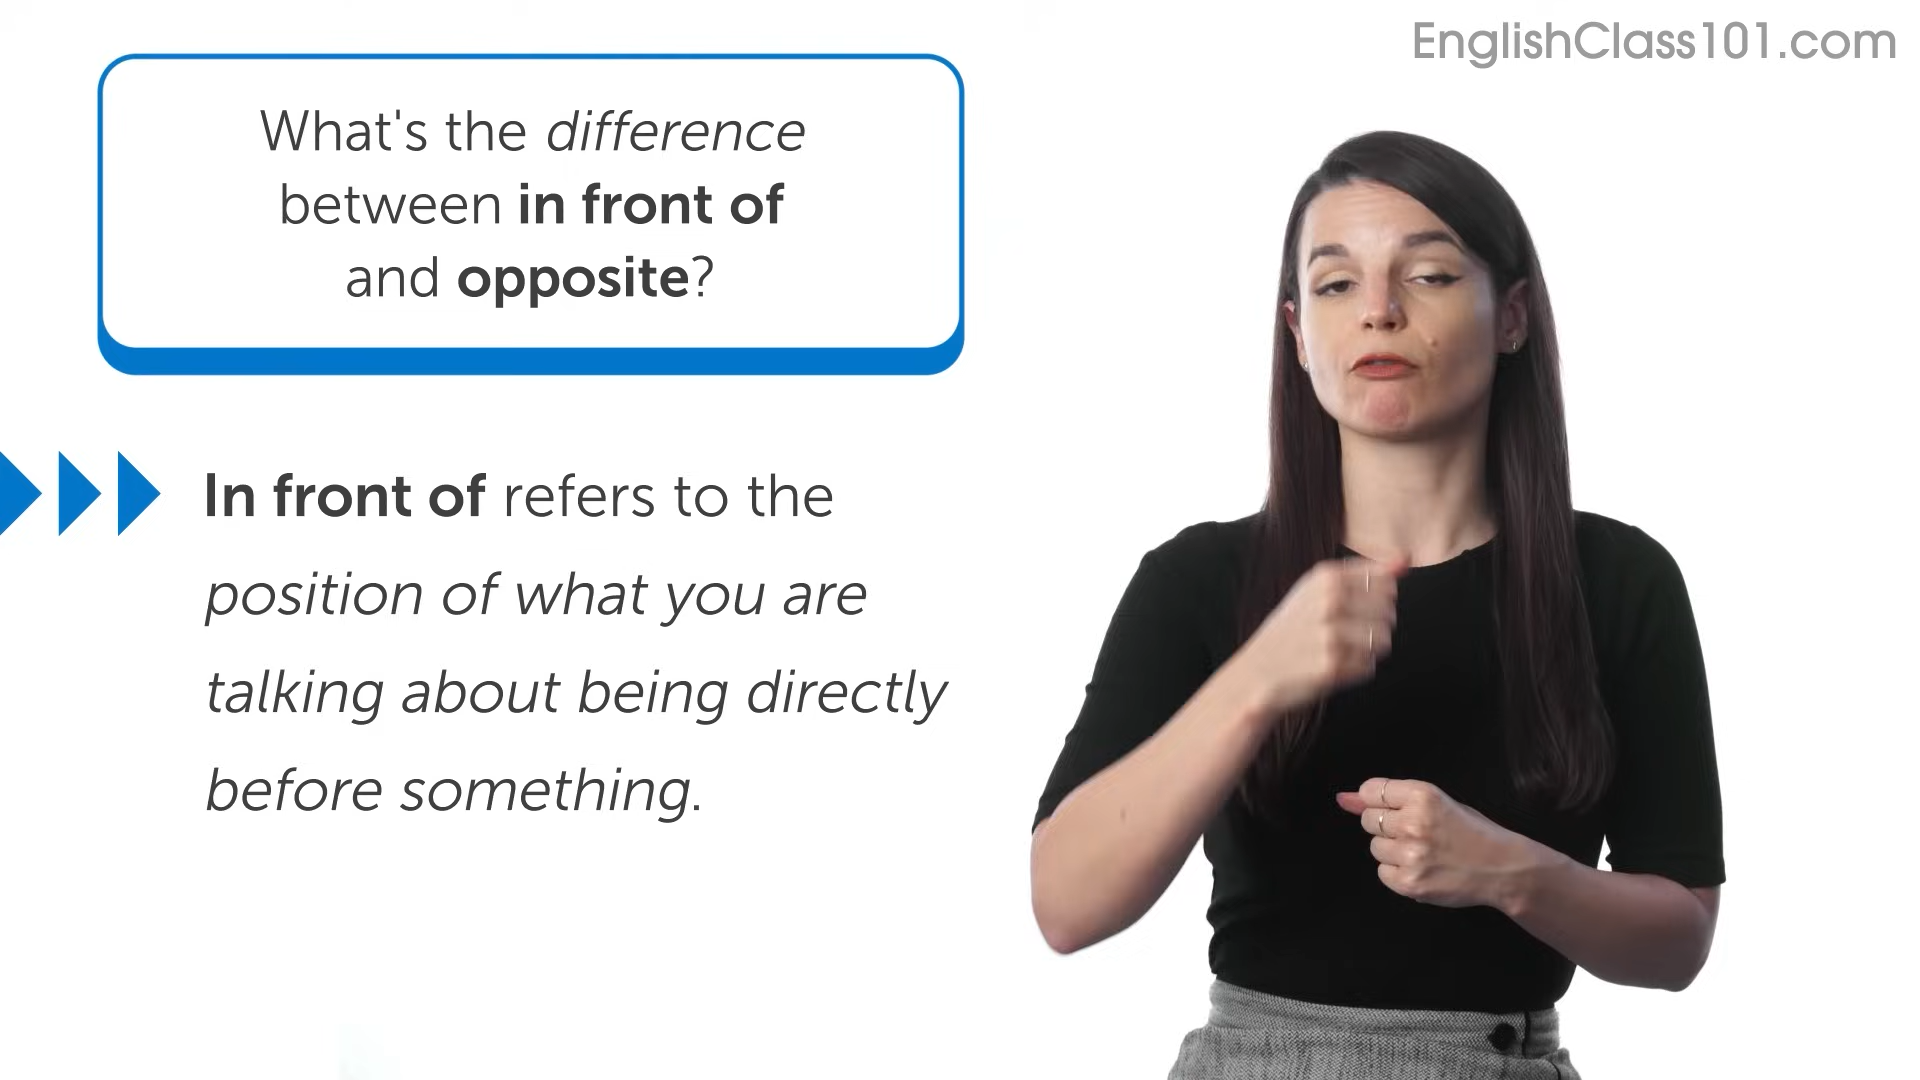 EnglishClass101.com
What's the difference
between in front of
and opposite?
In front of refers to the
position of what you are
talking about being directly
before something.